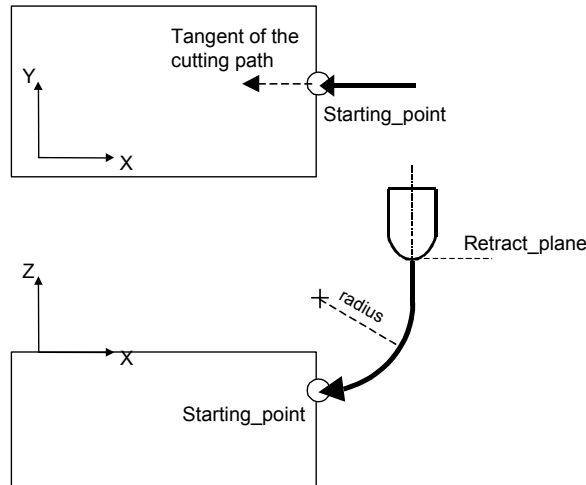 Tangent of the
cutting path
Y
Starting_point
X
Retract_plane
Z
radius
X
Starting_point